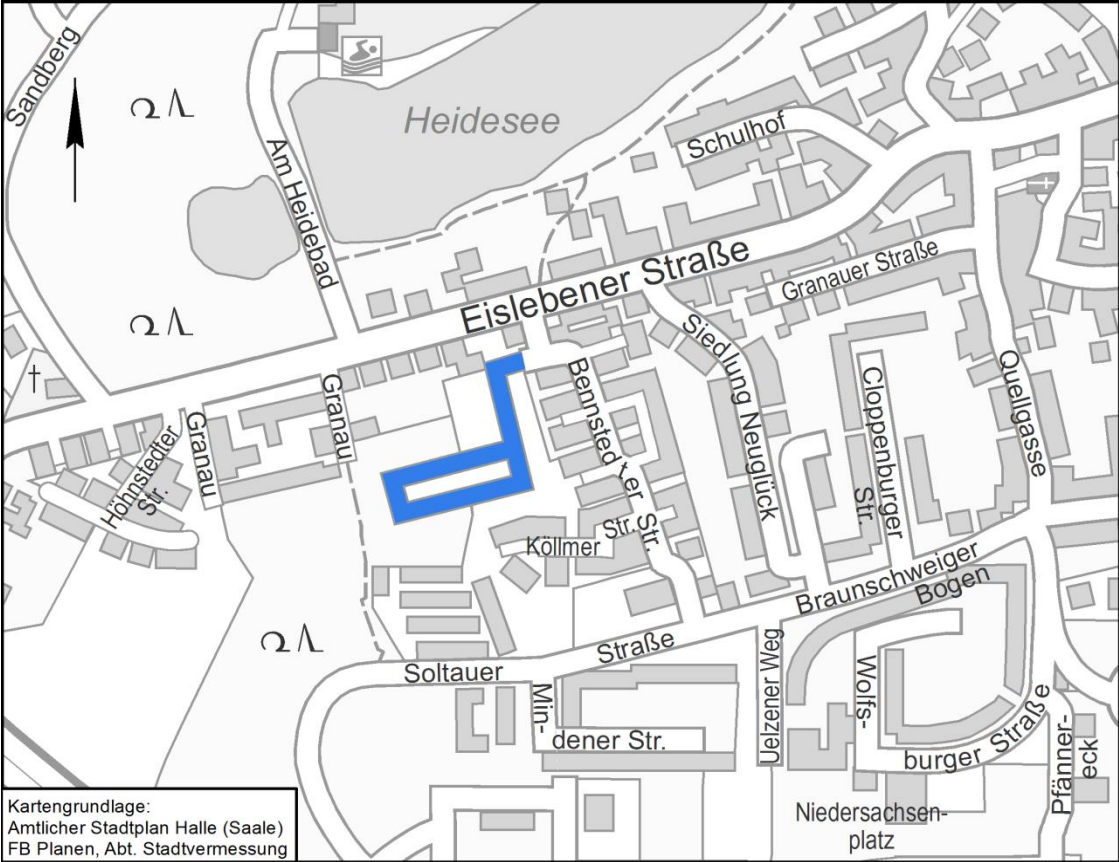 Sandberg
Am Heidebad
Heidesee
Schulhof
Eislebener Straße
Granauer Straße
Siedlung Neuglück
Bennstedter Str.
Cloppenburger
Str.
Quellgasse
Granau
Granau
Höhnstedter
Str.
Köllmer Str.
Braunschweiger
Bogen
Soltauer Straße
Min-
dener Str.
Uelzener Weg
Wolfs-
burger Straße
Pfänner-
eck
Niedersachsen-
platz
Kartengrundlage:
Amtlicher Stadtplan Halle (Saale)
FB Planen, Abt. Stadtvermessung